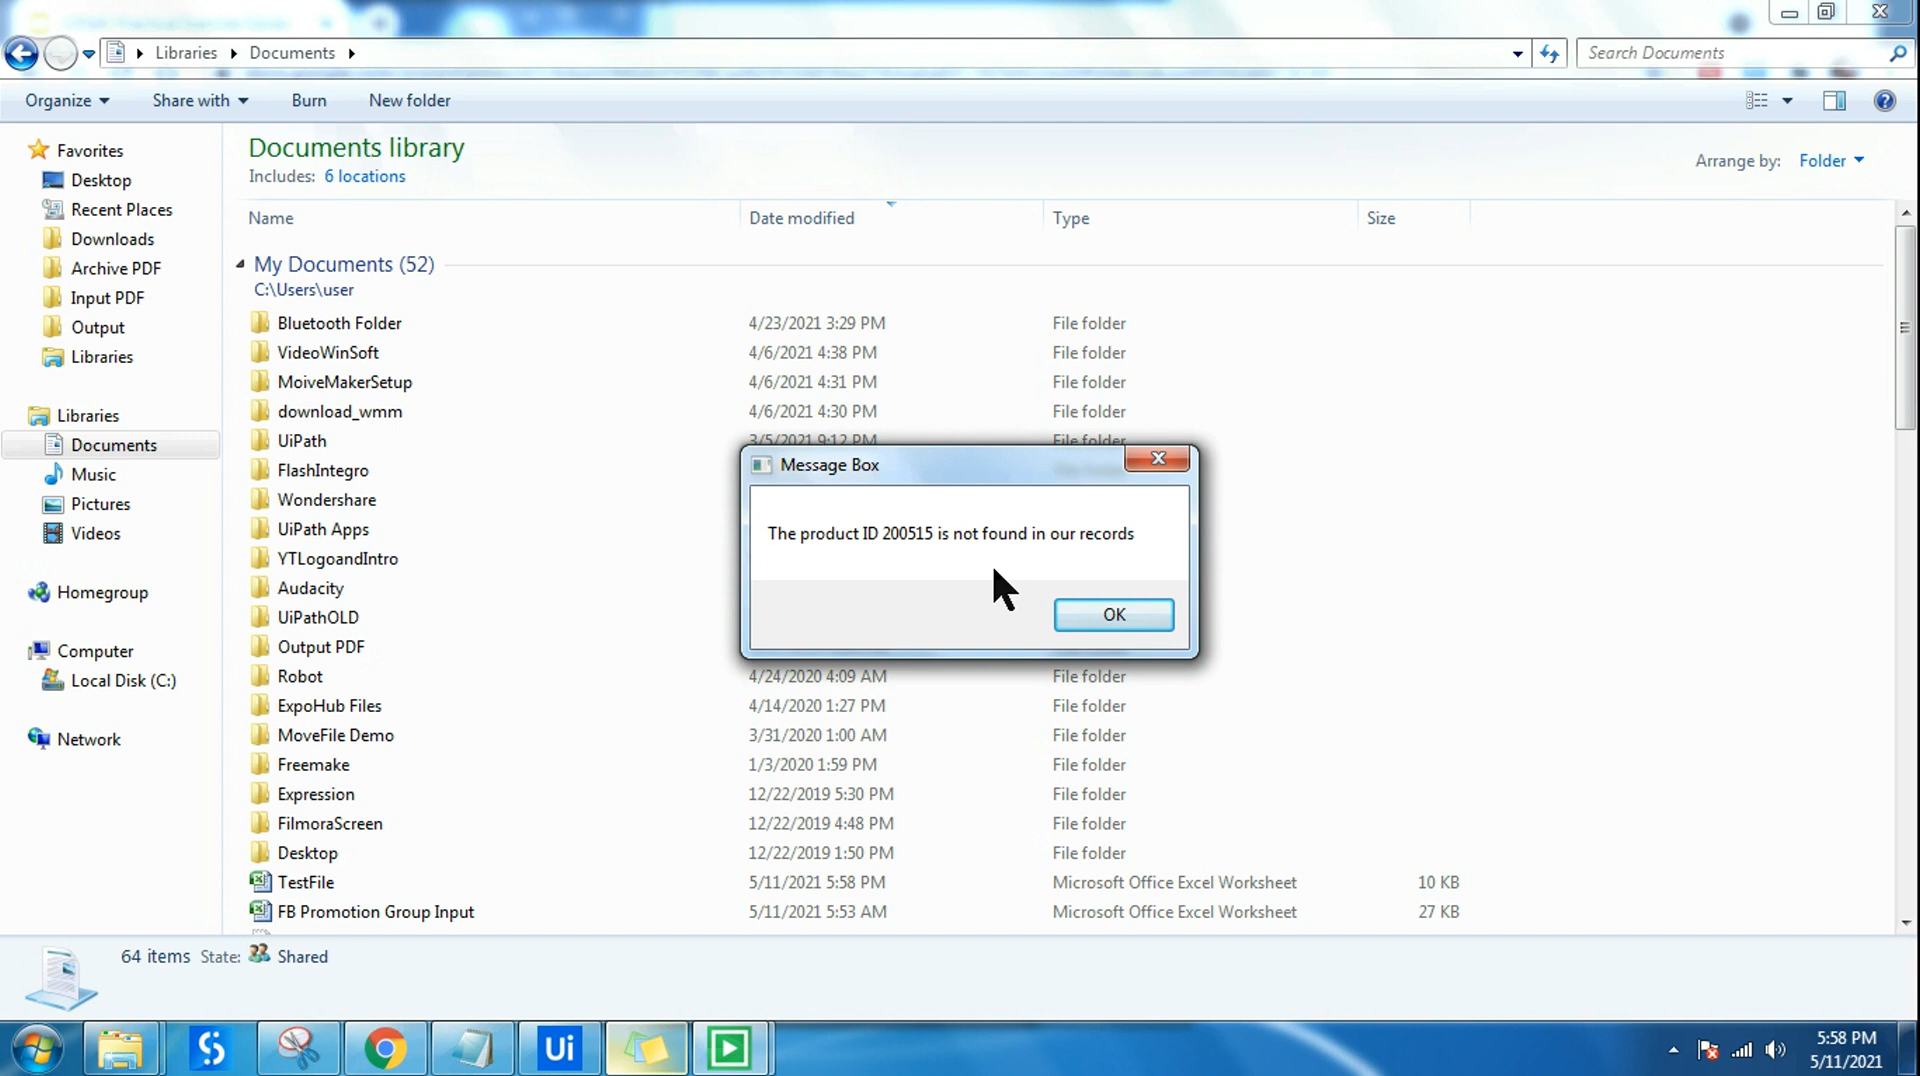 Libraries Documents
Search Documents
Organize Share with Burn New folder
Documents library
Includes: 6 locations
Arrange by: Folder
Name Date modified Type Size
Favorites
Desktop
Recent Places
Downloads
Archive PDF
Input PDF
Output
Libraries
Libraries
Documents
Music
Pictures
Videos
Homegroup
Computer
Local Disk (C:)
Network
My Documents (52)
C:\Users\user
Bluetooth Folder 4/23/2021 3:29 PM File folder
VideoWinSoft 4/6/2021 4:38 PM File folder
MoiveMakerSetup 4/6/2021 4:31 PM File folder
download_wmm 4/6/2021 4:30 PM File folder
UiPath 3/5/2021 9:12 PM File folder
FlashIntegro
Wondershare
UiPath Apps
YTLogoandIntro
Audacity
UiPathOLD
Output PDF
Robot 4/24/2020 4:09 AM File folder
ExpoHub Files 4/14/2020 1:27 PM File folder
MoveFile Demo 3/31/2020 1:00 AM File folder
Freemake 1/3/2020 1:59 PM File folder
Expression 12/22/2019 5:30 PM File folder
FilmoraScreen 12/22/2019 4:48 PM File folder
Desktop 12/22/2019 1:50 PM File folder
TestFile 5/11/2021 5:58 PM Microsoft Office Excel Worksheet 10 KB
FB Promotion Group Input 5/11/2021 5:53 AM Microsoft Office Excel Worksheet 27 KB
Message Box
The product ID 200515 is not found in our records
OK
64 items State: Shared
Ui
5:58 PM
5/11/2021